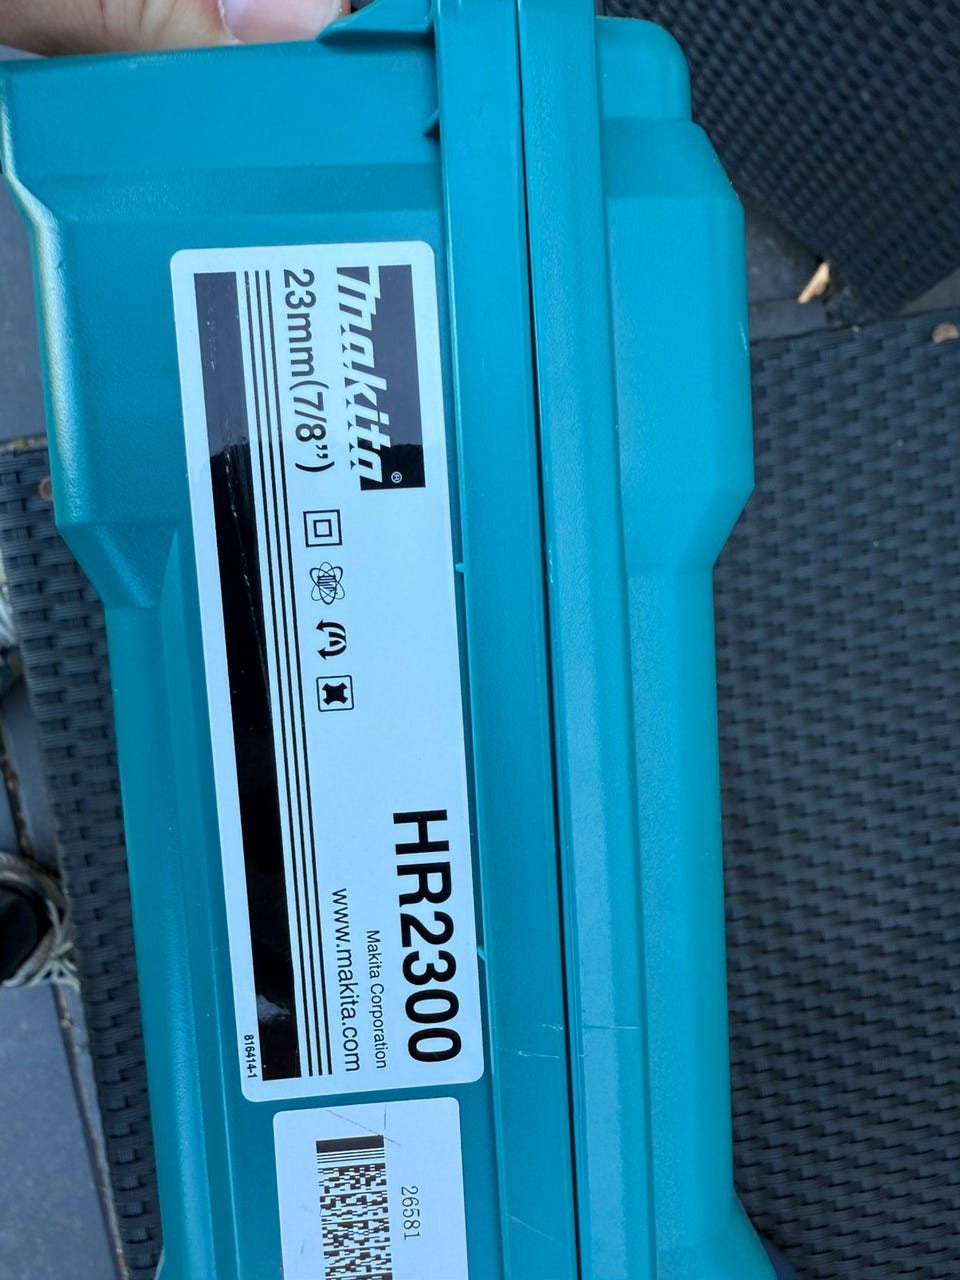 makita®
23mm(7/8”)
HR2300
Makita Corporation
www.makita.com
816414-1
26581